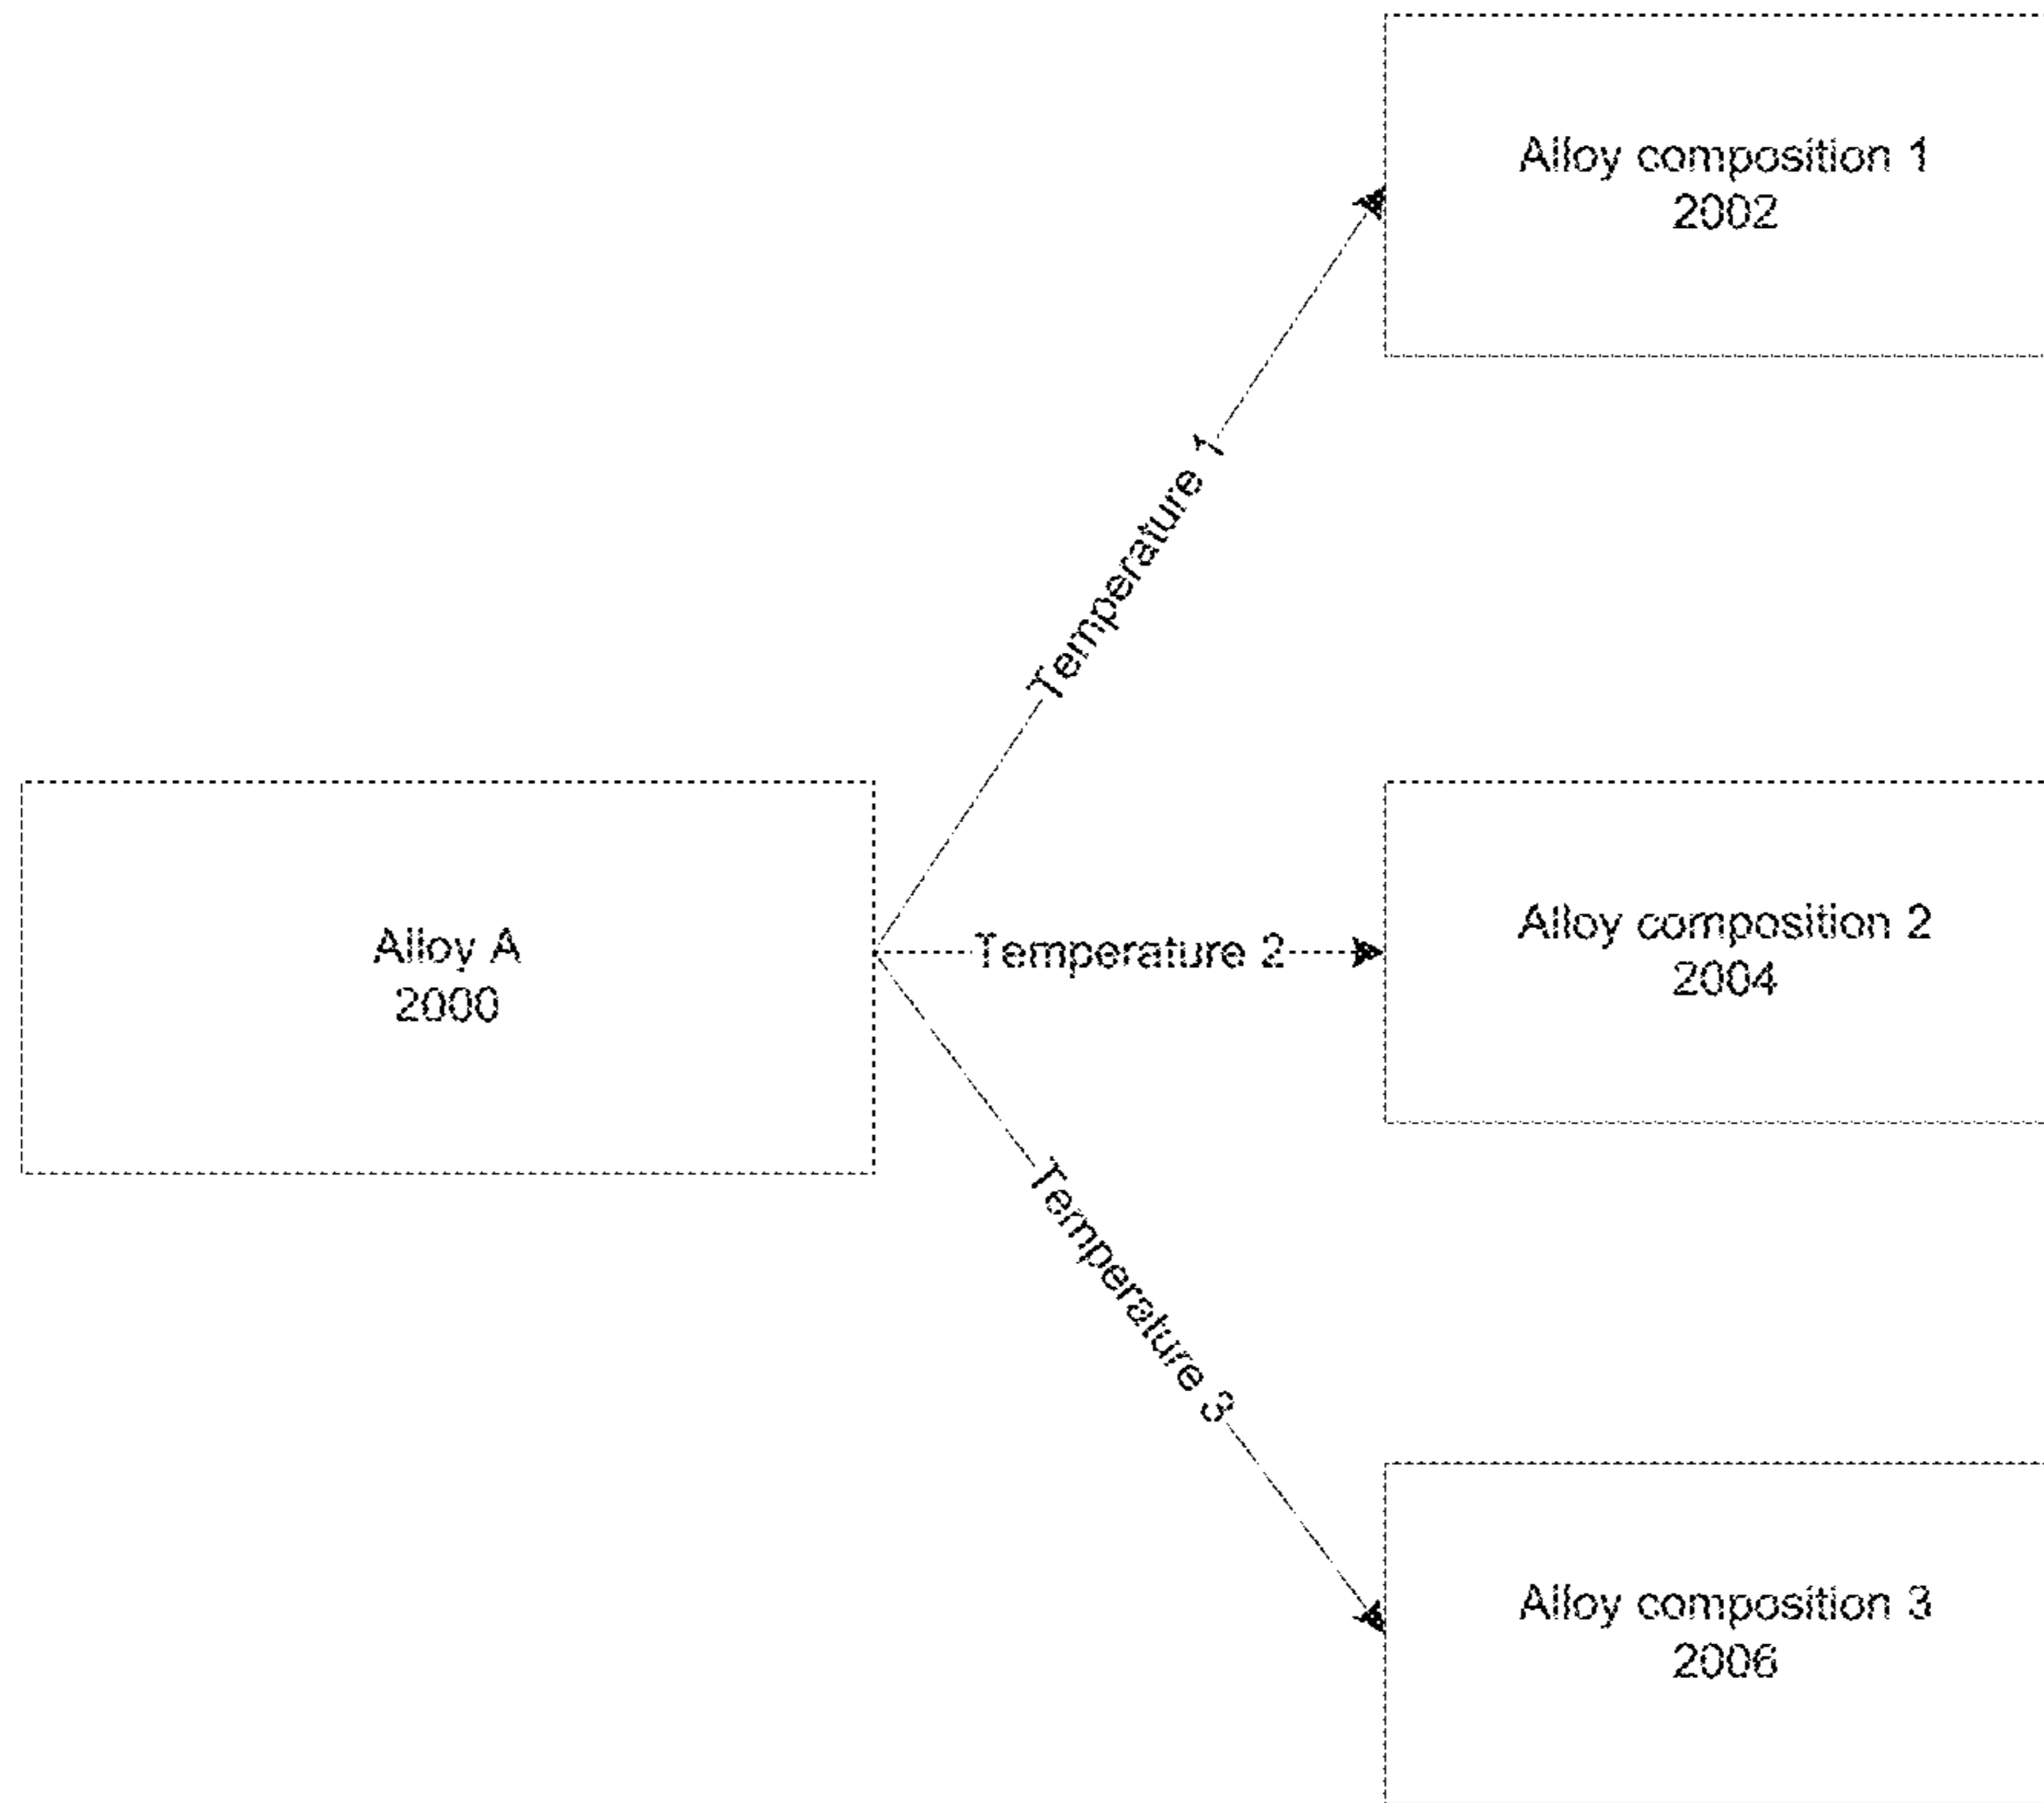 Alloy composition 1
2002
Temperature 1
Alloy A
2000
Temperature 2
Alloy composition 2
2004
Temperature 3
Alloy composition 3
2006